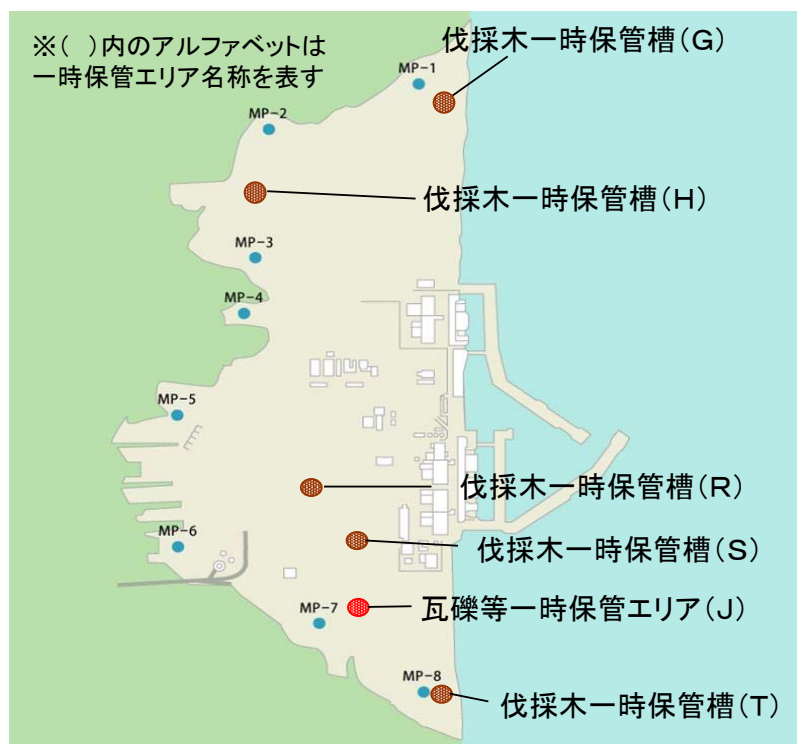 ※(　)内のアルファベットは
一時保管エリア名称を表す
伐採木一時保管槽(G)
MP-1
MP-2
伐採木一時保管槽(H)
MP-3
MP-4
MP-5
伐採木一時保管槽(R)
MP-6
伐採木一時保管槽(S)
瓦礫等一時保管エリア(J)
MP-7
MP-8
伐採木一時保管槽(T)